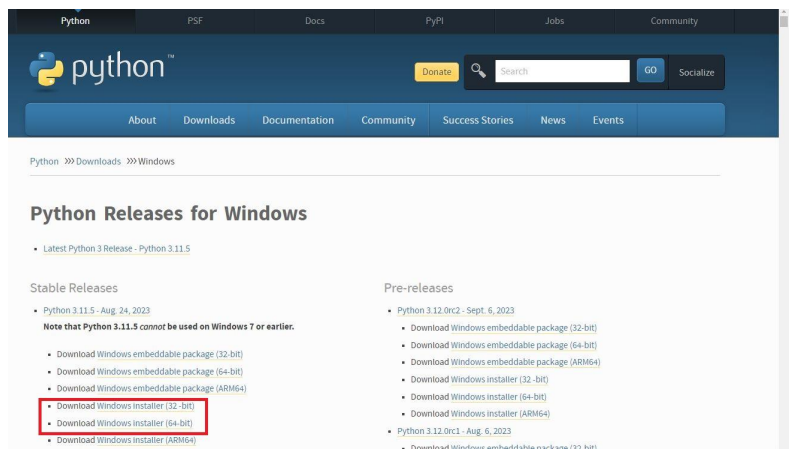 Python PSF Docs PyPI Jobs Community
python™
Donate Search GO Socialize
About Downloads Documentation Community Success Stories News Events
Python >>> Downloads >>> Windows
Python Releases for Windows
Latest Python 3 Release - Python 3.11.5
Stable Releases
Python 3.11.5 - Aug. 24, 2023
Note that Python 3.11.5 cannot be used on Windows 7 or earlier.
Download Windows embeddable package (32-bit)
Download Windows embeddable package (64-bit)
Download Windows embeddable package (ARM64)
Download Windows installer (32 -bit)
Download Windows installer (64-bit)
Download Windows installer (ARM64)
Pre-releases
Python 3.12.0rc2 - Sept. 6, 2023
Download Windows embeddable package (32-bit)
Download Windows embeddable package (64-bit)
Download Windows embeddable package (ARM64)
Download Windows installer (32 -bit)
Download Windows installer (64-bit)
Download Windows installer (ARM64)
Python 3.12.0rc1 - Aug. 6, 2023
Download Windows embeddable package (32-bit)